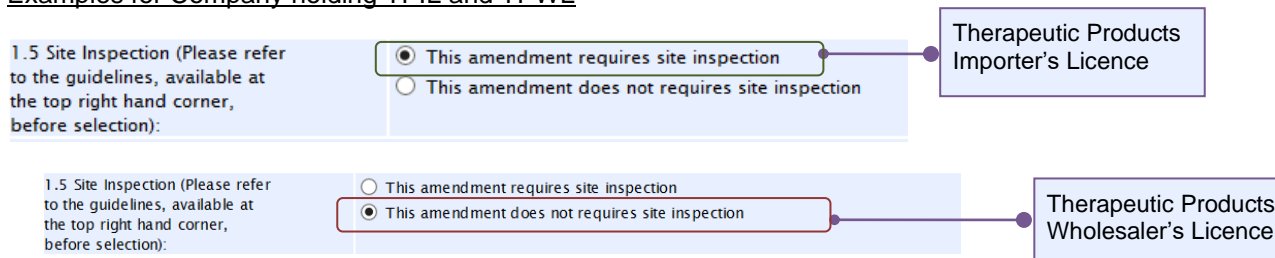 Examples for Company holding TPIL and TPWL
1.5 Site Inspection (Please refer
to the guidelines, available at
the top right hand corner,
before selection):
This amendment requires site inspection
This amendment does not requires site inspection
Therapeutic Products
Importer's Licence
1.5 Site Inspection (Please refer
to the guidelines, available at
the top right hand corner,
before selection):
This amendment requires site inspection
This amendment does not requires site inspection
Therapeutic Products
Wholesaler's Licence